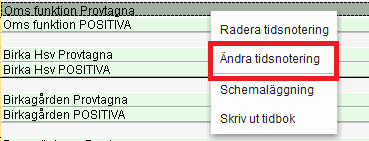 Oms funktion Provtagna
Oms funktion POSITIVA
Birka Hsv Provtagna
Birka Hsv POSITIVA
Birkagården Provtagna
Birkagården POSITIVA
Radera tidsnotering
Ändra tidsnotering
Schemaläggning
Skriv ut tidbok